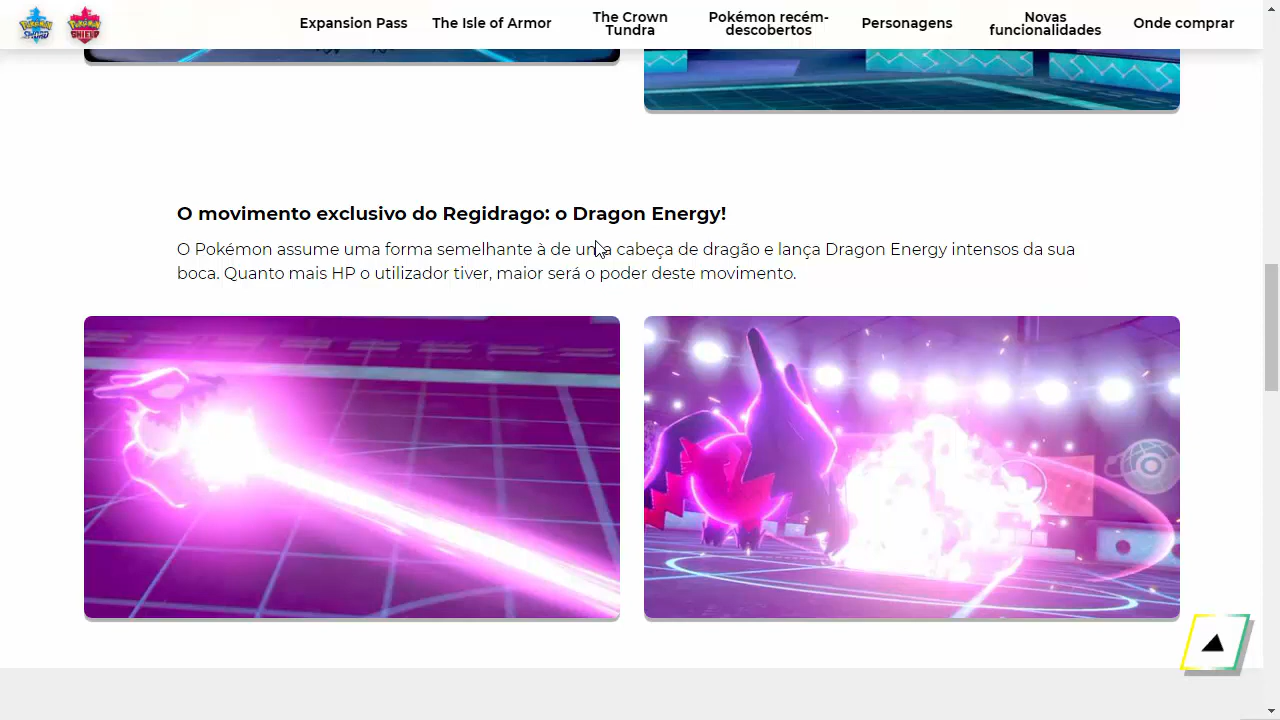 Expansion Pass
The Isle of Armor
The Crown
Tundra
Pokémon recém-
descobertos
Personagens
Novas
funcionalidades
Onde comprar
O movimento exclusivo do Regidrago: o Dragon Energy!
O Pokémon assume uma forma semelhante à de uma cabeça de dragão e lança Dragon Energy intensos da sua
boca. Quanto mais HP o utilizador tiver, maior será o poder deste movimento.